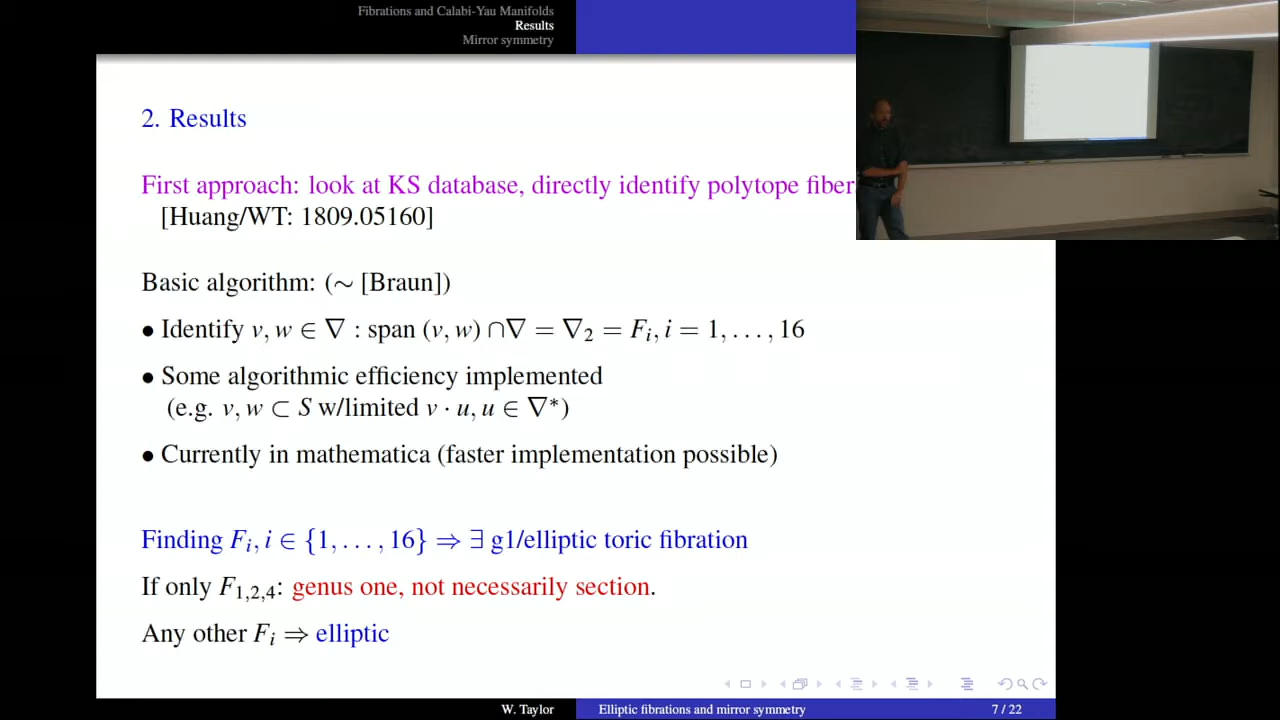 Fibrations and Calabi-Yau Manifolds
Results
Mirror symmetry
2. Results
First approach: look at KS database, directly identify polytope fiber
[Huang/WT: 1809.05160]
Basic algorithm: (∼ [Braun])
• Identify v, w ∈ ∇ : span (v, w) ∩∇ = ∇₂ = Fᵢ, i = 1, . . . , 16
• Some algorithmic efficiency implemented
(e.g. v, w ⊂ S w/limited v · u, u ∈ ∇*)
• Currently in mathematica (faster implementation possible)
Finding Fᵢ, i ∈ {1, . . . , 16} ⇒ ∃ g1/elliptic toric fibration
If only F₁,₂,₄: genus one, not necessarily section.
Any other Fᵢ ⇒ elliptic
W. Taylor
Elliptic fibrations and mirror symmetry
7 / 22